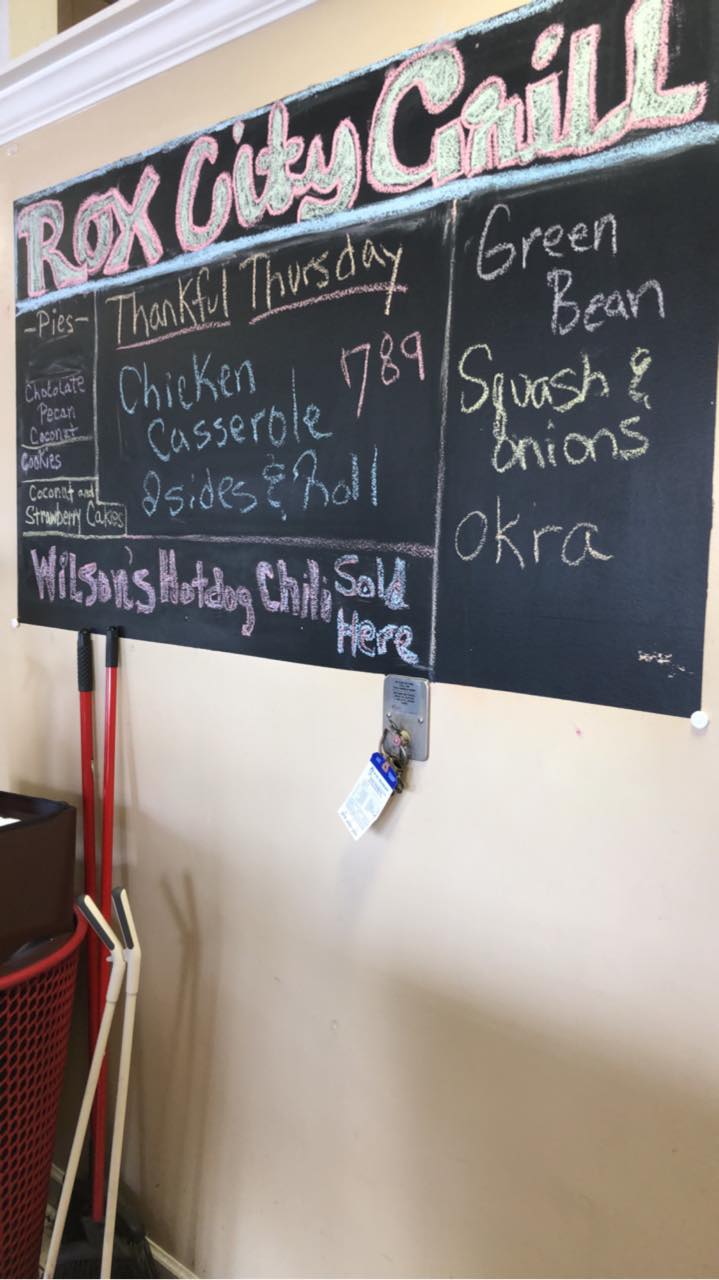 Rox City Grill
-Pies-
Chocolate
Pecan
Coconut
Cookies
Coconut and
Strawberry Cakes
Thankful Thursday
Chicken 789
Casserole
2 sides & Roll
Wilson's Hotdog Chili Sold
Here
Green
Bean
Squash &
Onions
Okra